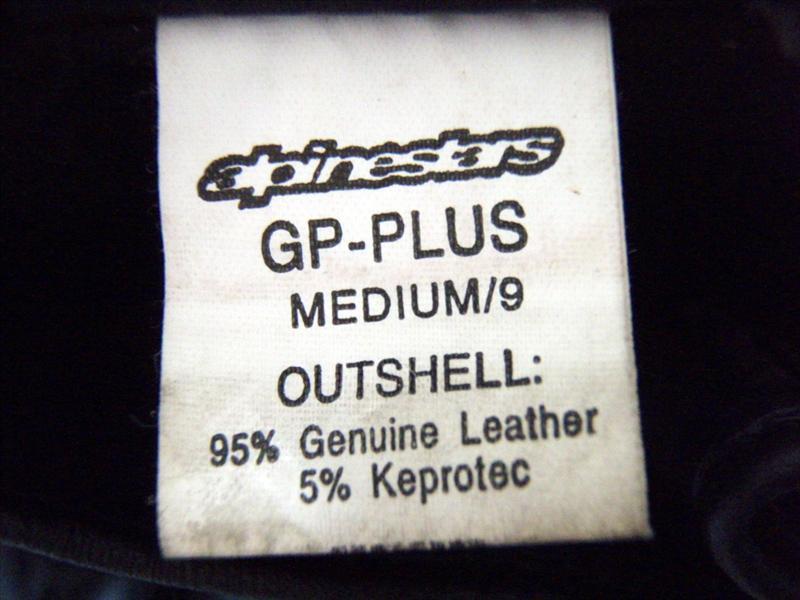 alpinestars
GP-PLUS
MEDIUM/9
OUTSHELL:
95% Genuine Leather
5% Keprotec